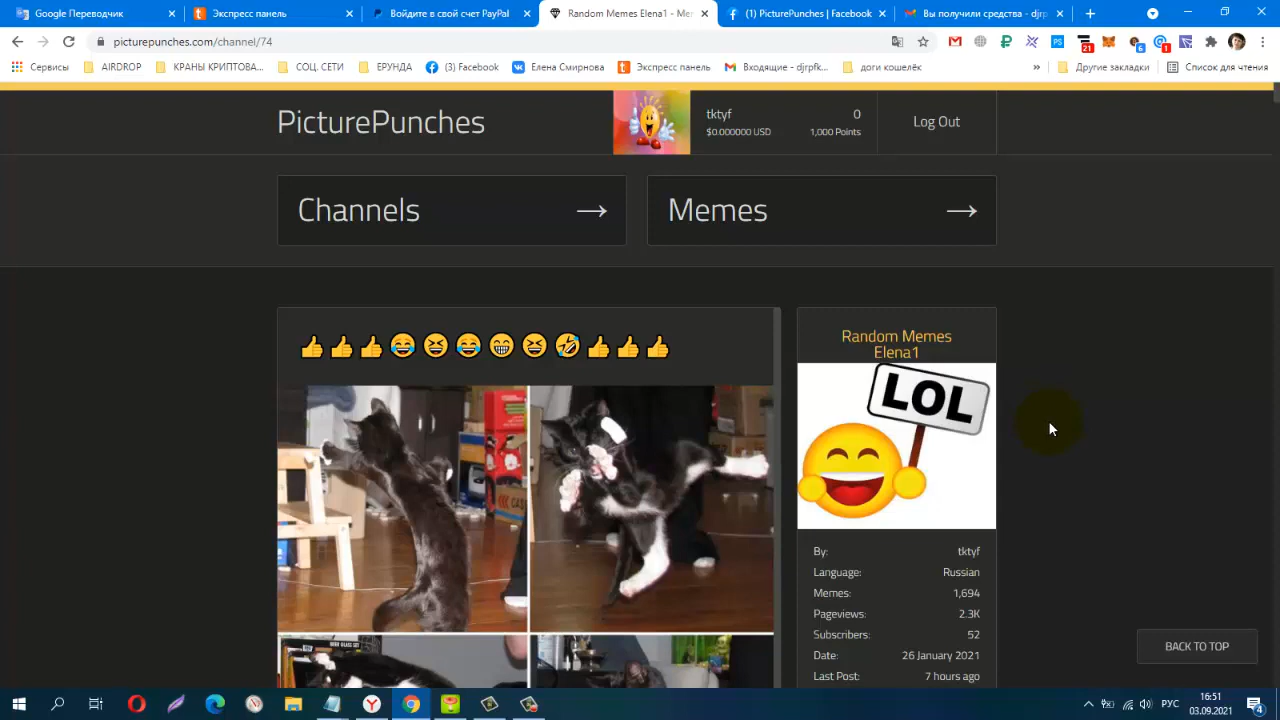 Google Переводчик
Экспресс панель
Войдите в свой счет PayPal
Random Memes Elena1 - Me
(1) PicturePunches | Facebook
Вы получили средства - djrp
picturepunches.com/channel/74
21
6
1
Сервисы
AIRDROP
КРАНЫ КРИПТОВА...
СОЦ. СЕТИ
ЕРУНДА
(3) Facebook
Елена Смирнова
Экспресс панель
Входящие - djrpfk...
доги кошелёк
»
Другие закладки
Список для чтения
PicturePunches
tktyf 0
$0.000000 USD 1,000 Points
Log Out
Channels →
Memes →
👍👍👍😂😆😂😁😆🤣👍👍👍
Random Memes
Elena1
LOL
By: tktyf
Language: Russian
Memes: 1,694
Pageviews: 2.3K
Subscribers: 52
Date: 26 January 2021
Last Post: 7 hours ago
BACK TO TOP
РУС
16:51
03.09.2021
4